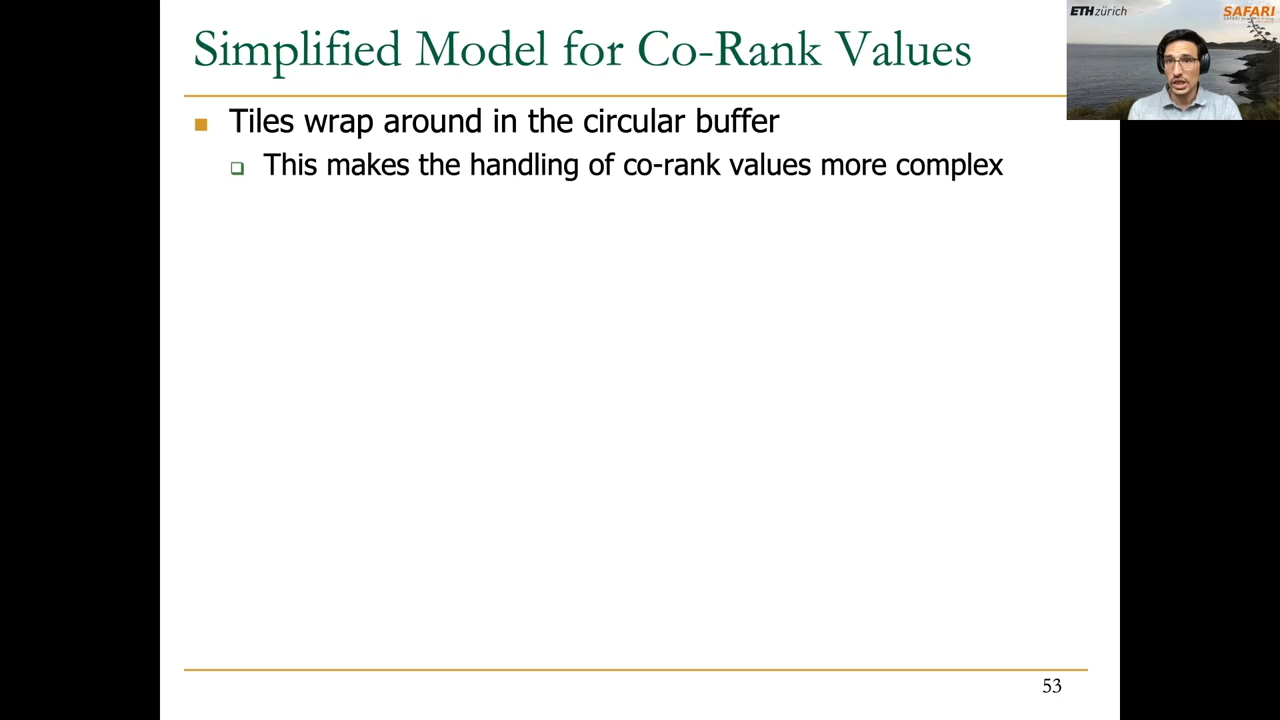 Simplified Model for Co-Rank Values
ETH zürich
SAFARI
Tiles wrap around in the circular buffer
This makes the handling of co-rank values more complex
53